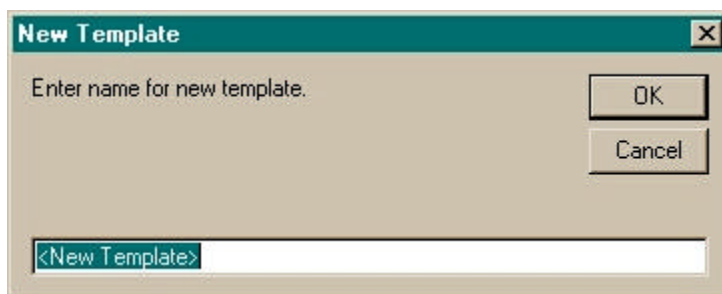 New Template
Enter name for new template.
OK
Cancel
<New Template>